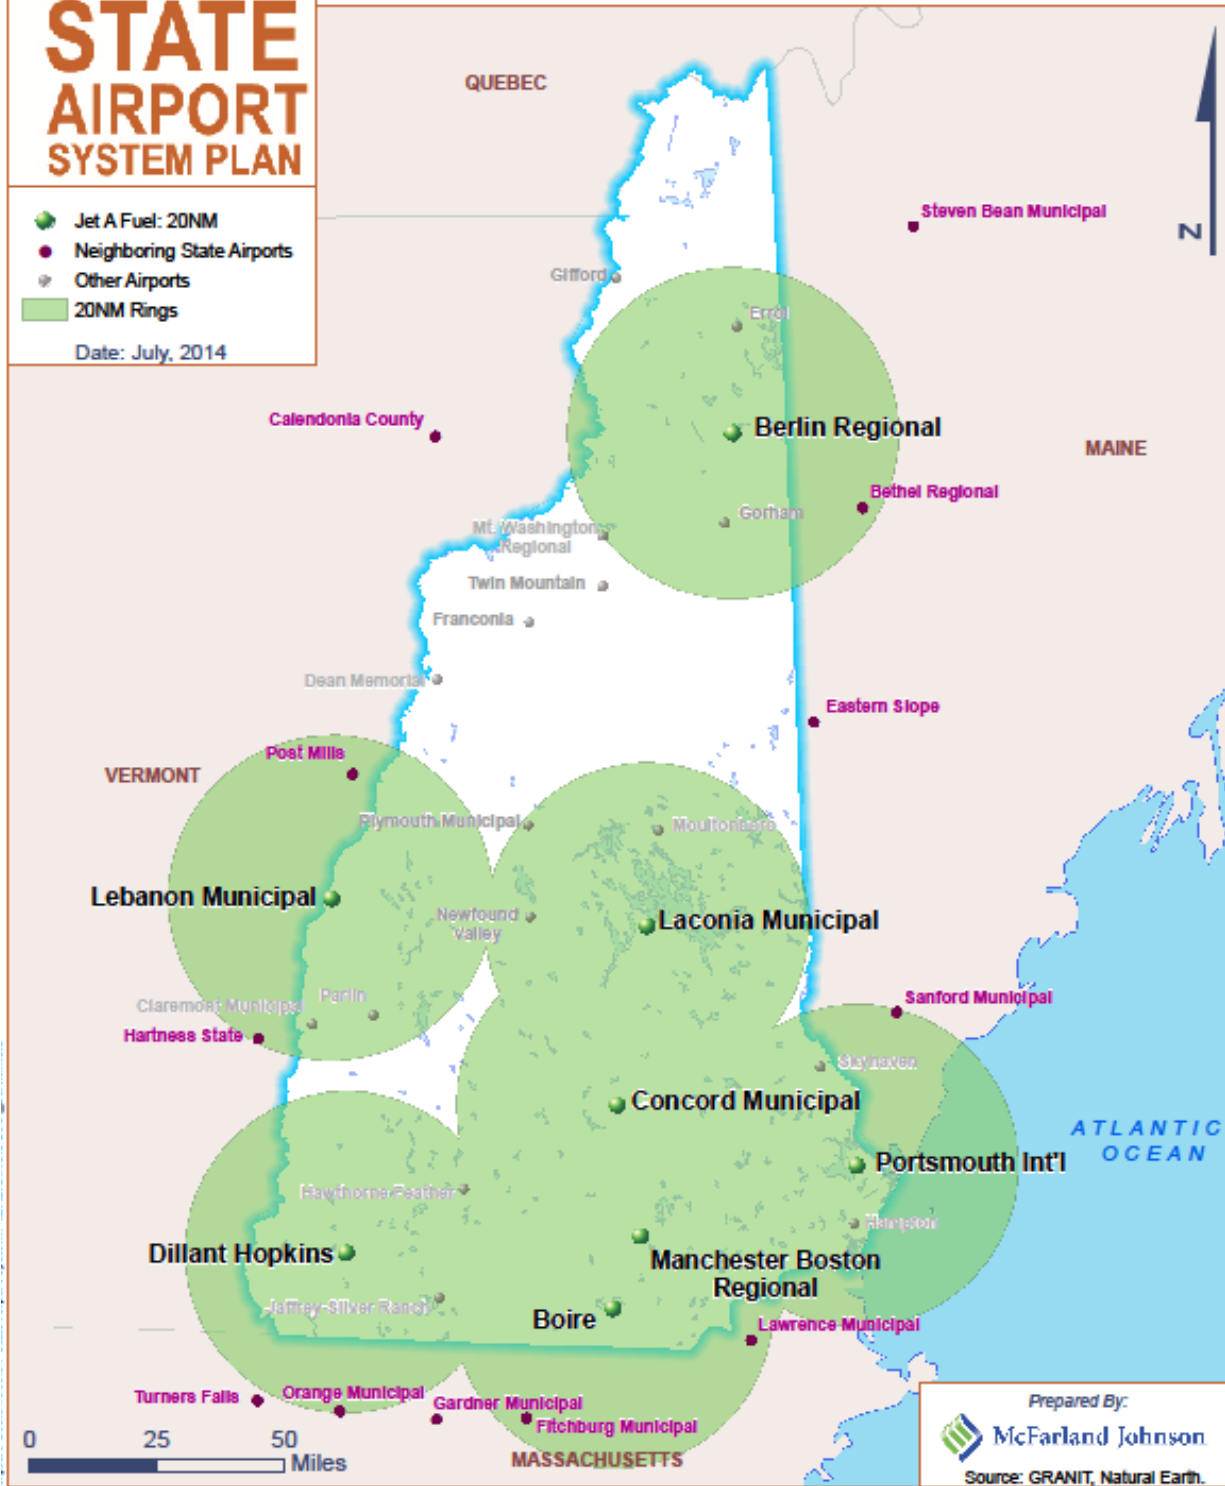 STATE
AIRPORT
SYSTEM PLAN
Jet A Fuel: 20NM
Neighboring State Airports
Other Airports
20NM Rings
Date: July, 2014
QUEBEC
N
Steven Bean Municipal
Gifford
Errol
Calendonia County
Berlin Regional
MAINE
Bethel Regional
Gorham
Mt. Washington
Regional
Twin Mountain
Franconia
Dean Memorial
Eastern Slope
Post Mills
VERMONT
Plymouth Municipal
Moultonboro
Lebanon Municipal
Newfound
Valley
Laconia Municipal
Parlin
Claremont Municipal
Sanford Municipal
Hartness State
Skyhaven
Concord Municipal
ATLANTIC
OCEAN
Portsmouth Int'l
Hawthorne Feather
Hampton
Dillant Hopkins
Manchester Boston
Regional
Jaffrey-Silver Ranch
Boire
Lawrence Municipal
Turners Falls
Orange Municipal
Gardner Municipal
Fitchburg Municipal
MASSACHUSETTS
0 25 50
Miles
Prepared By:
McFarland Johnson
Source: GRANIT, Natural Earth.